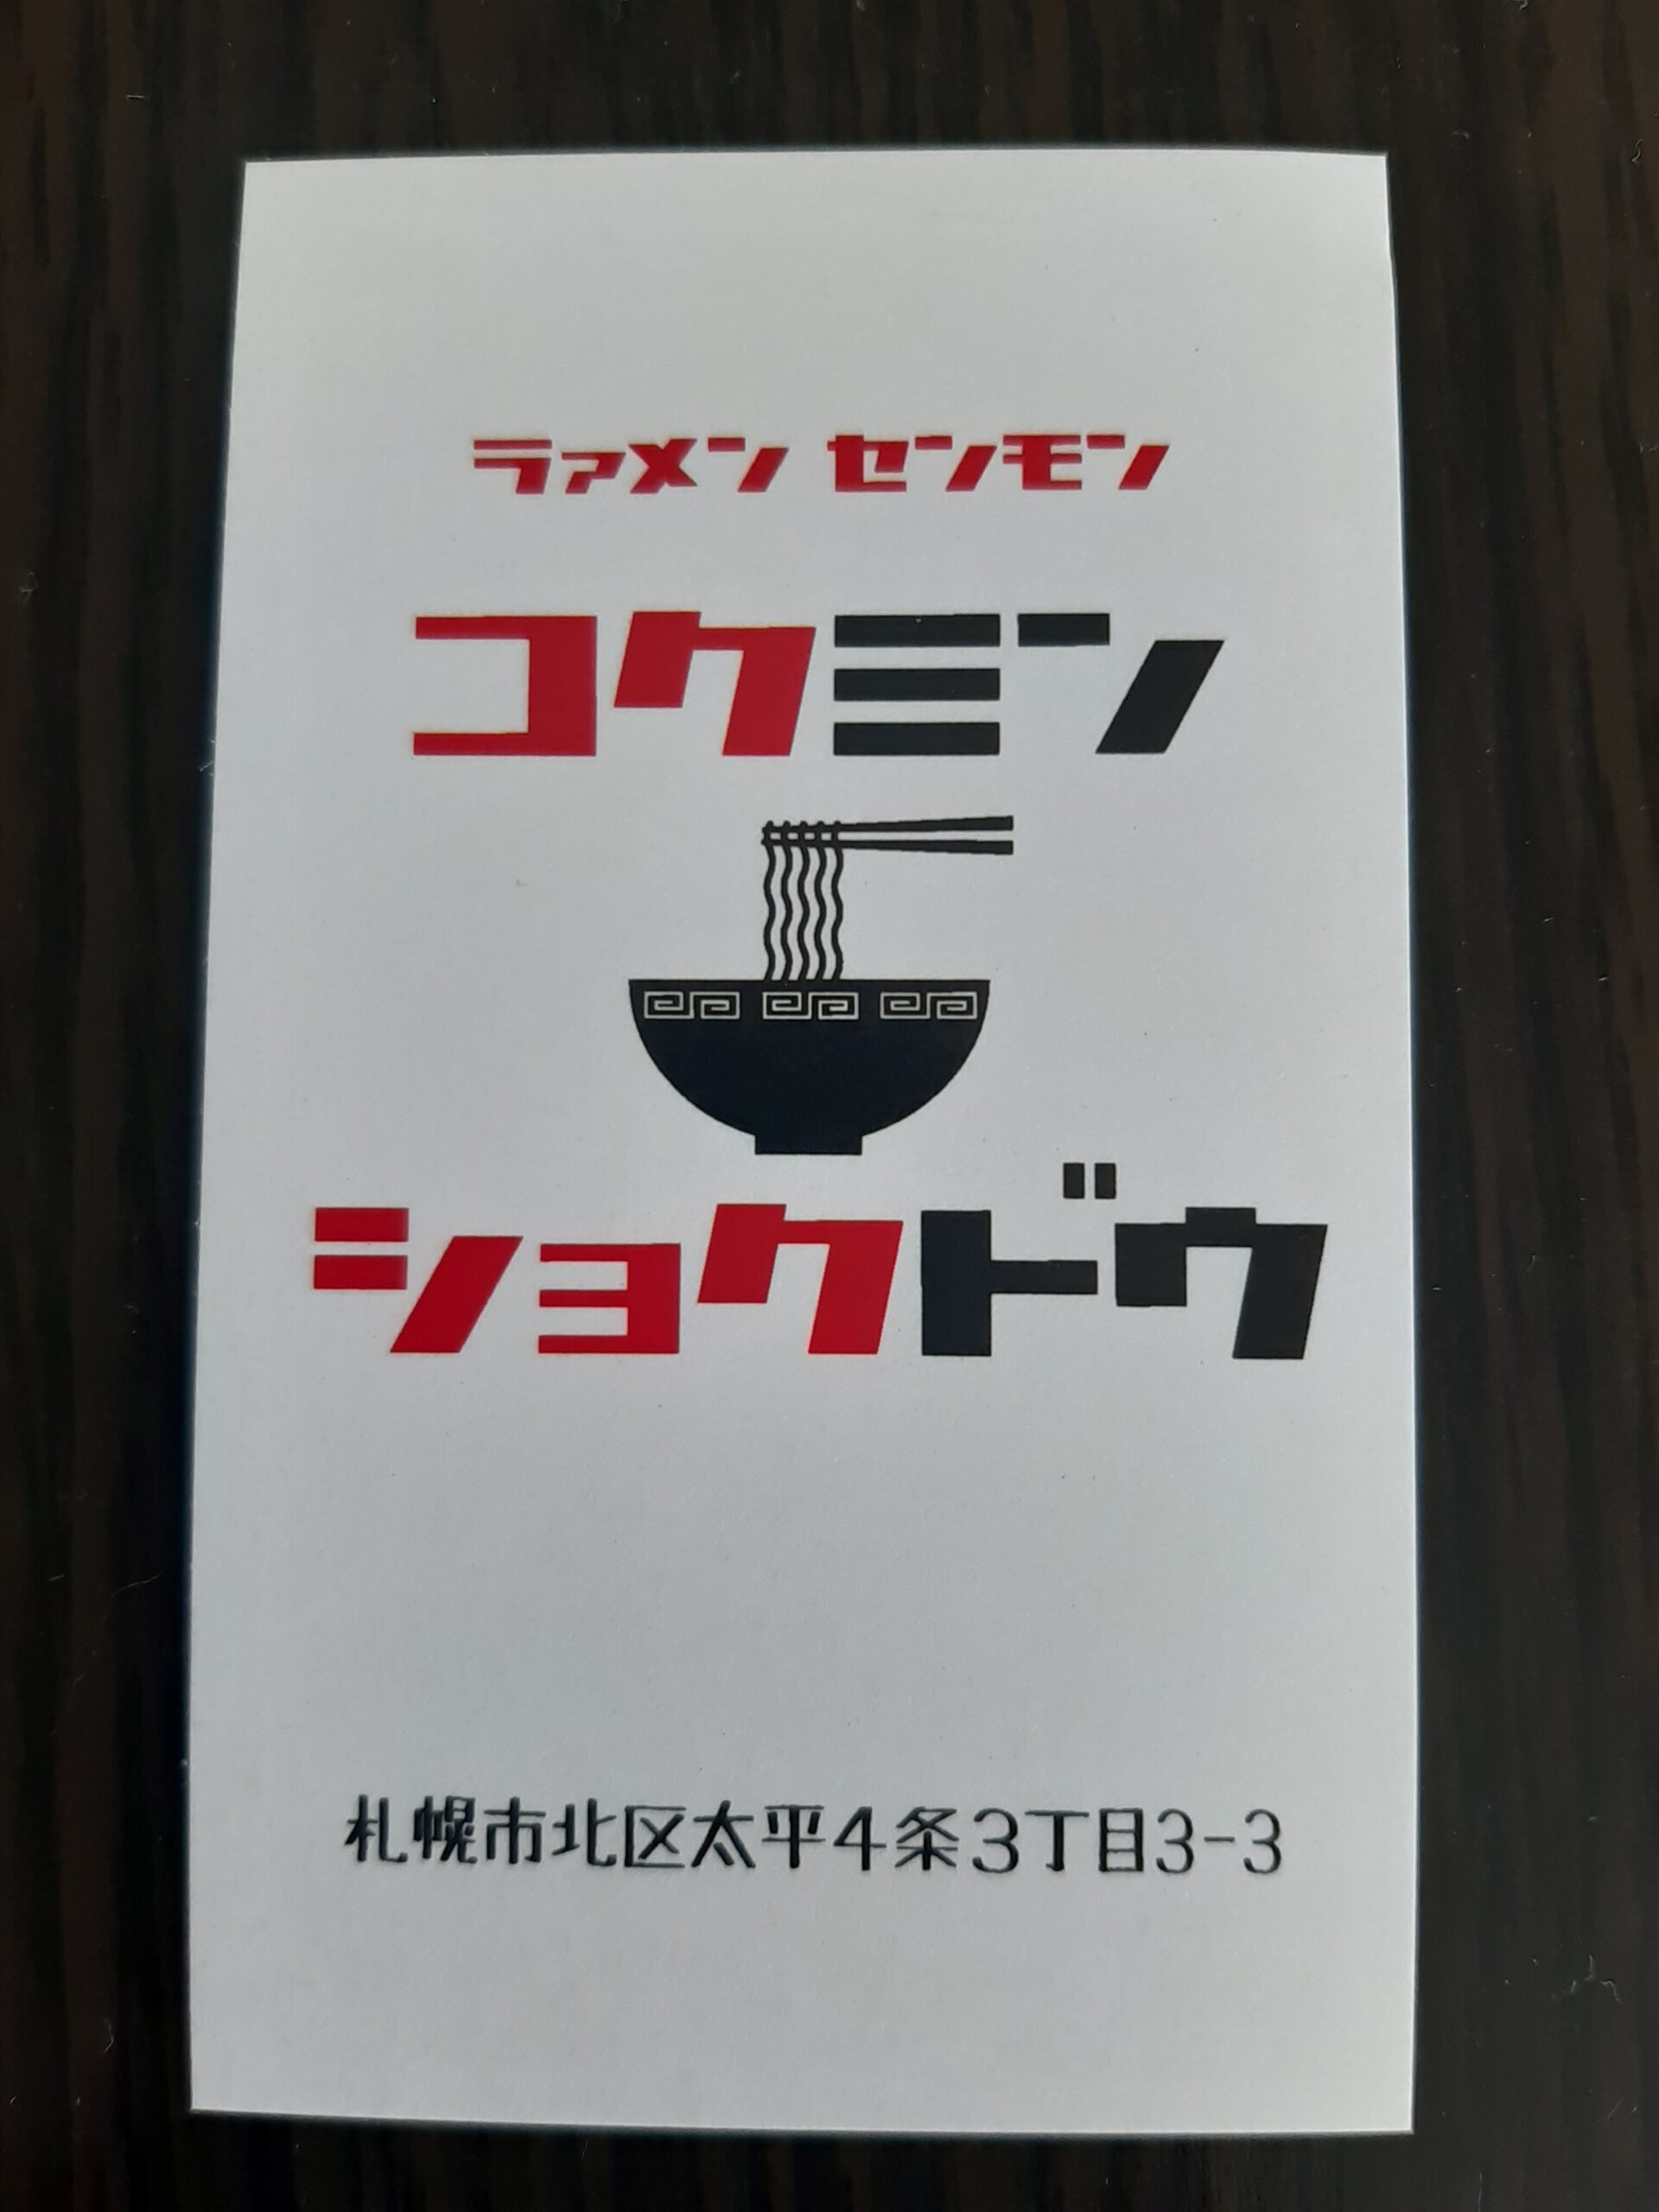 ラァメン センモン
コクミン
ショクドウ
札幌市北区太平4条3丁目3-3